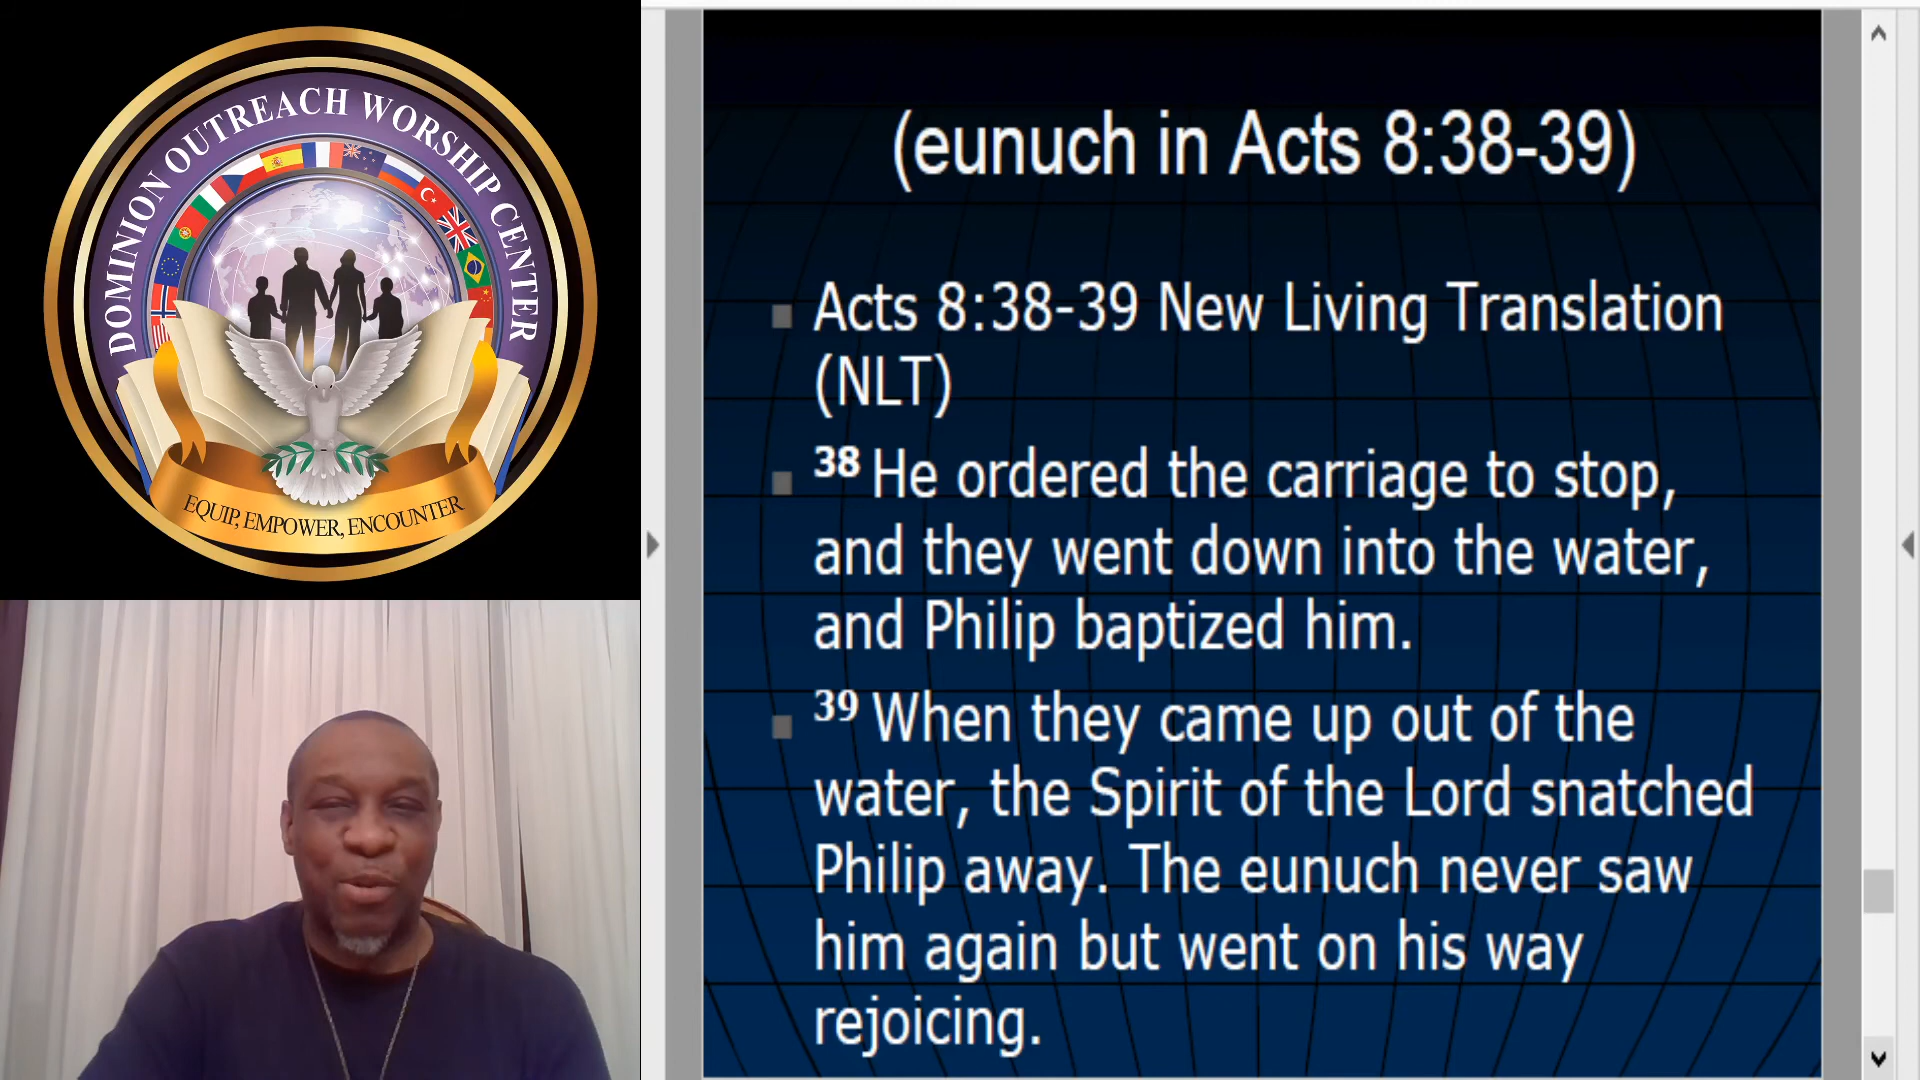 DOMINION OUTREACH WORSHIP CENTER
EQUIP, EMPOWER, ENCOUNTER
(eunuch in Acts 8:38-39)
Acts 8:38-39 New Living Translation
(NLT)
38 He ordered the carriage to stop,
and they went down into the water,
and Philip baptized him.
39 When they came up out of the
water, the Spirit of the Lord snatched
Philip away. The eunuch never saw
him again but went on his way
rejoicing.